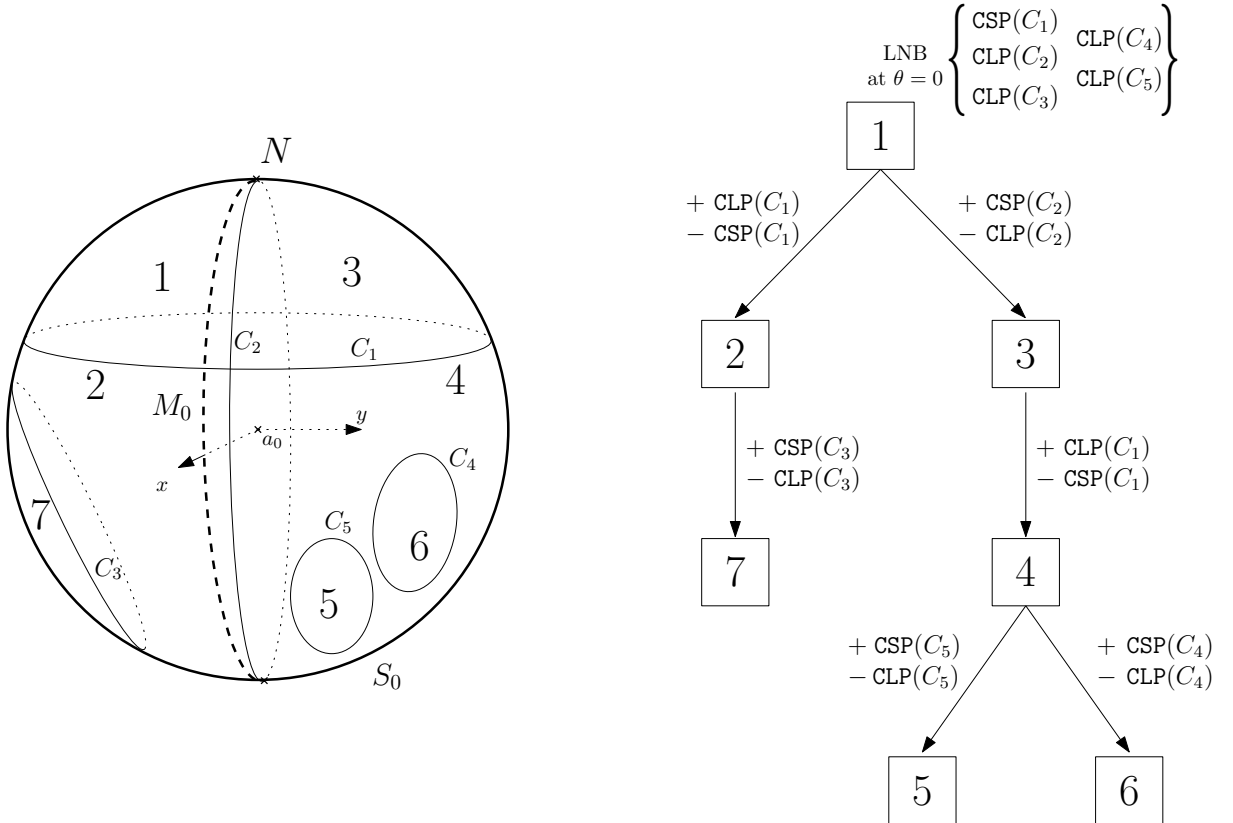 N
1
3
C₂
C₁
2
4
M₀
a₀
y
x
C₄
7
C₅
6
C₃
5
S₀
LNB
at θ = 0
CSP(C₁)
CLP(C₂)
CLP(C₃)
CLP(C₄)
CLP(C₅)
1
+ CLP(C₁)
− CSP(C₁)
+ CSP(C₂)
− CLP(C₂)
2
3
+ CSP(C₃)
− CLP(C₃)
+ CLP(C₁)
− CSP(C₁)
7
4
+ CSP(C₅)
− CLP(C₅)
+ CSP(C₄)
− CLP(C₄)
5
6